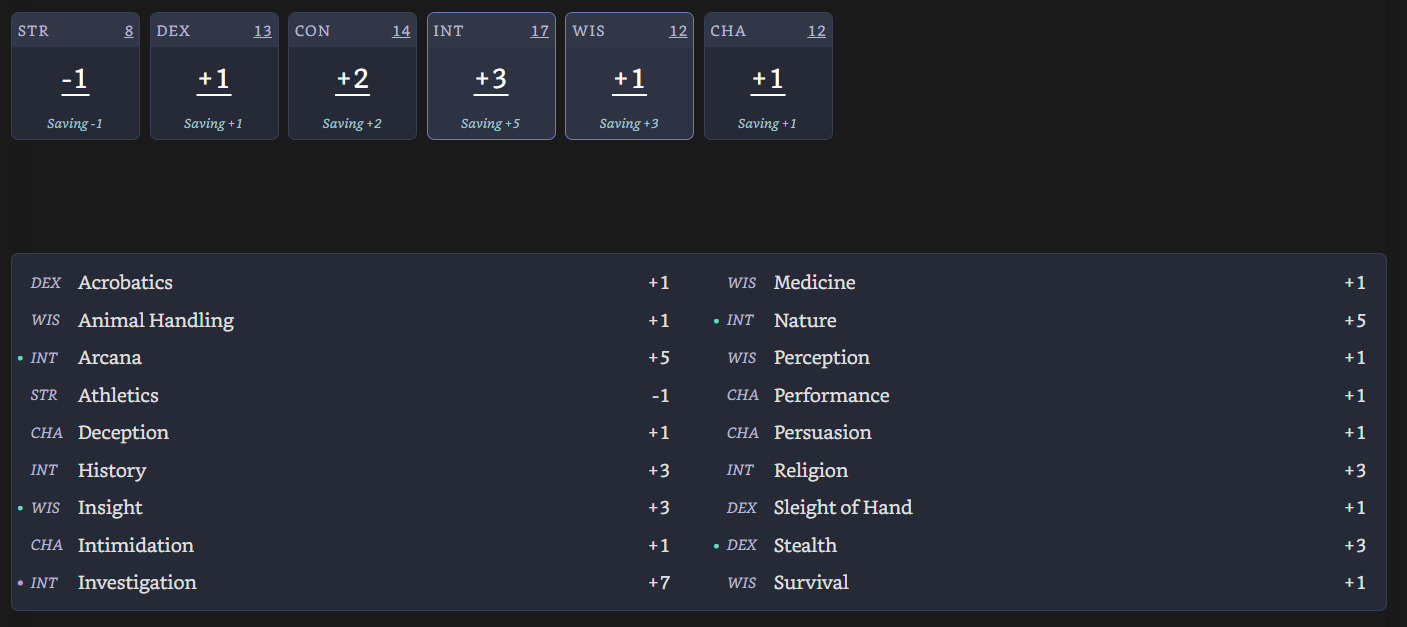 STR 8 DEX 13 CON 14 INT 17 WIS 12 CHA 12
-1 +1 +2 +3 +1 +1
Saving -1 Saving +1 Saving +2 Saving +5 Saving +3 Saving +1
DEX Acrobatics +1
WIS Animal Handling +1
INT Arcana +5
STR Athletics -1
CHA Deception +1
INT History +3
WIS Insight +3
CHA Intimidation +1
INT Investigation +7
WIS Medicine +1
INT Nature +5
WIS Perception +1
CHA Performance +1
CHA Persuasion +1
INT Religion +3
DEX Sleight of Hand +1
DEX Stealth +3
WIS Survival +1